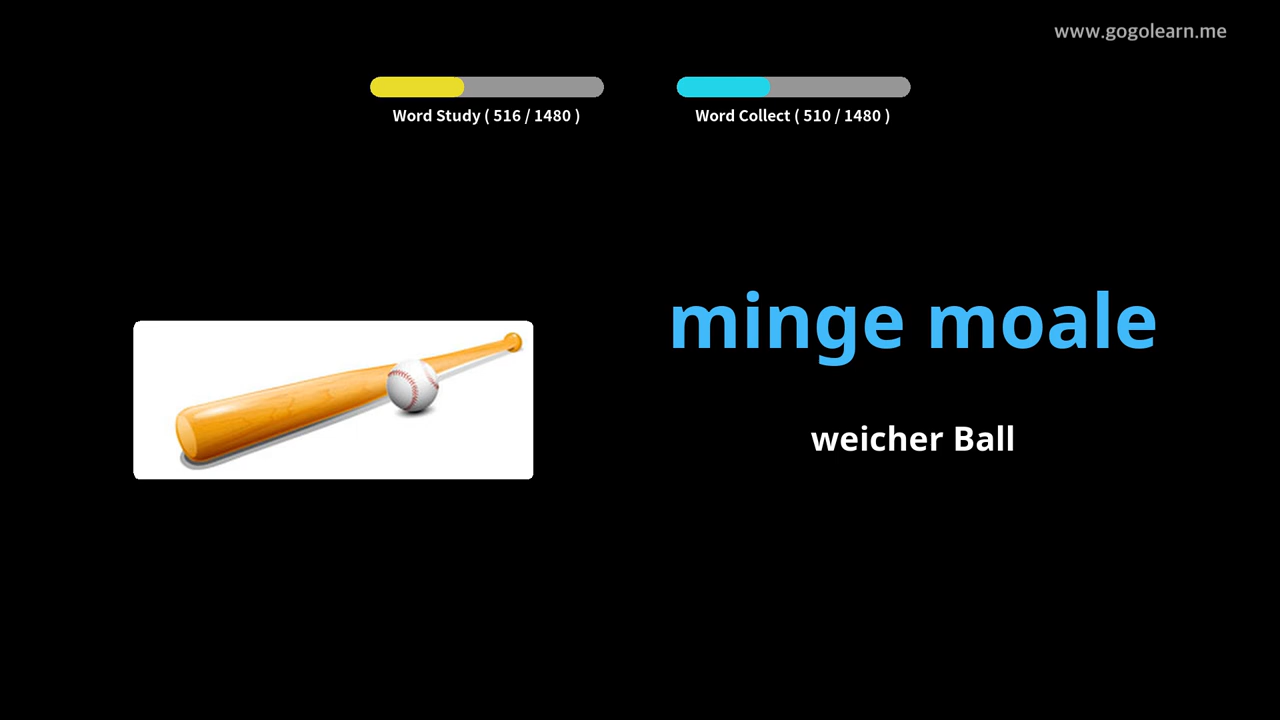 www.gogolearn.me
Word Study ( 516 / 1480 )
Word Collect ( 510 / 1480 )
minge moale
weicher Ball